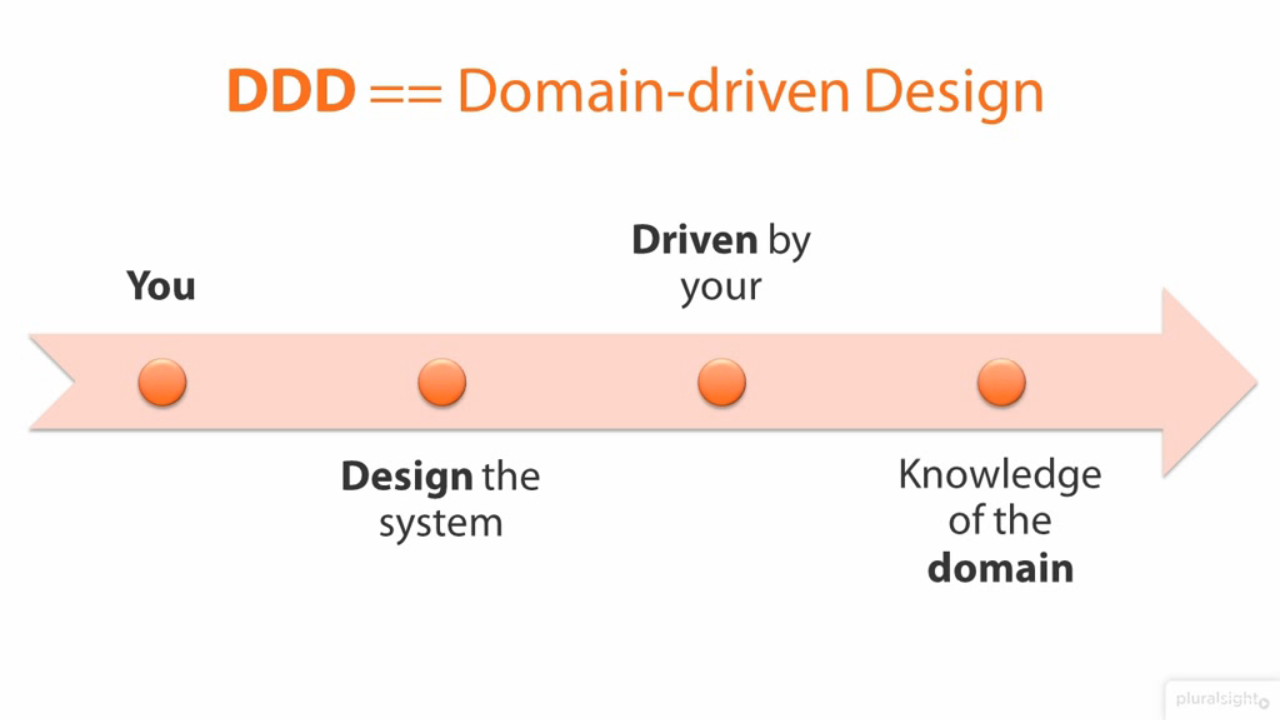 DDD == Domain-driven Design
You
Design the
system
Driven by
your
Knowledge
of the
domain
pluralsight